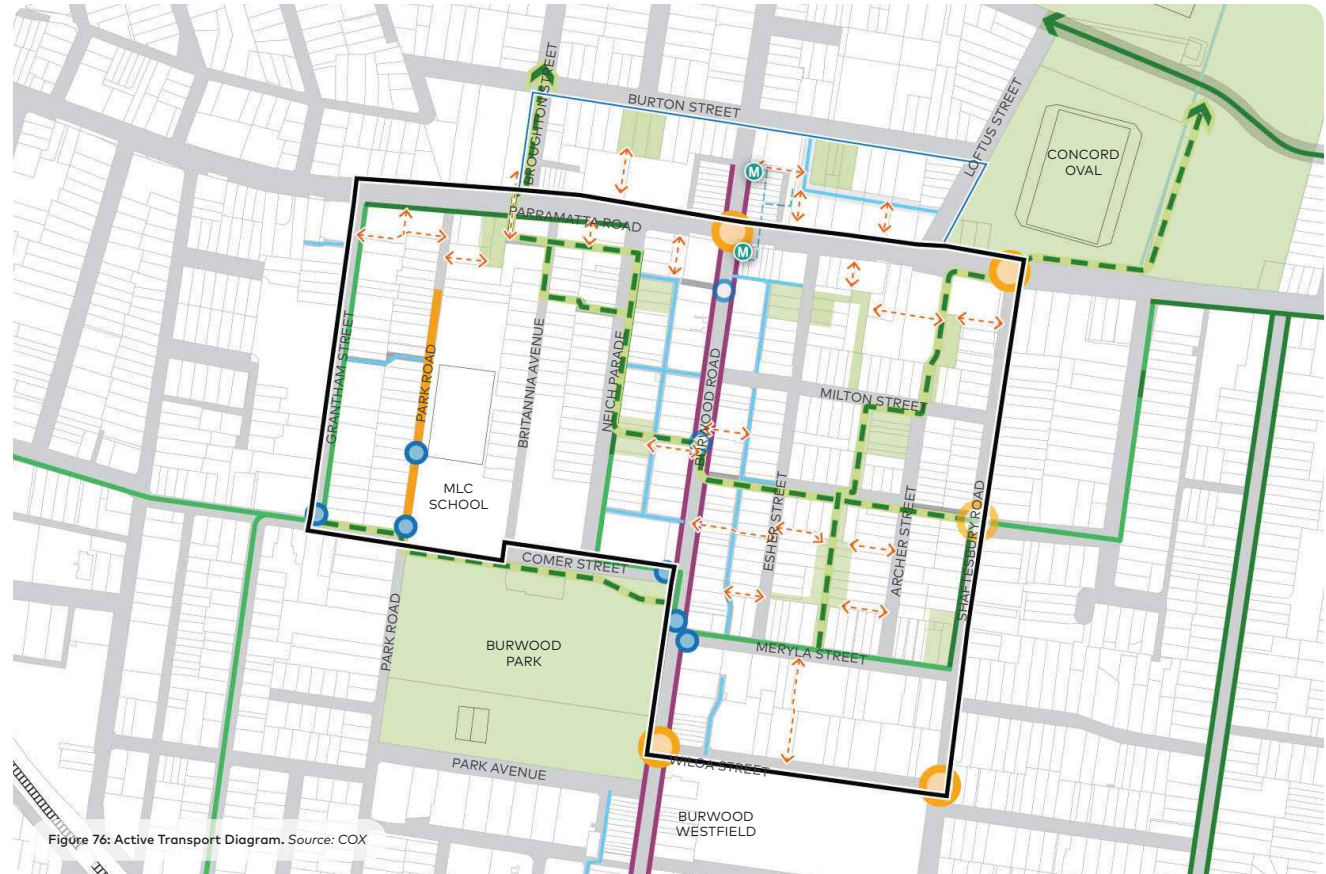 BROUGHTON STREET
BURTON STREET
LOFTUS STREET
CONCORD
OVAL
M
PARRAMATTA ROAD
M
GRANTHAM STREET
PARK ROAD
BRITANNIA AVENUE
NEICH PARADE
BURWOOD ROAD
MILTON STREET
MLC
SCHOOL
ESHER STREET
ARCHER STREET
SHAFTESBURY ROAD
COMER STREET
PARK ROAD
BURWOOD
PARK
MERYLA STREET
PARK AVENUE
WILGA STREET
BURWOOD
WESTFIELD
Figure 76: Active Transport Diagram. Source: COX